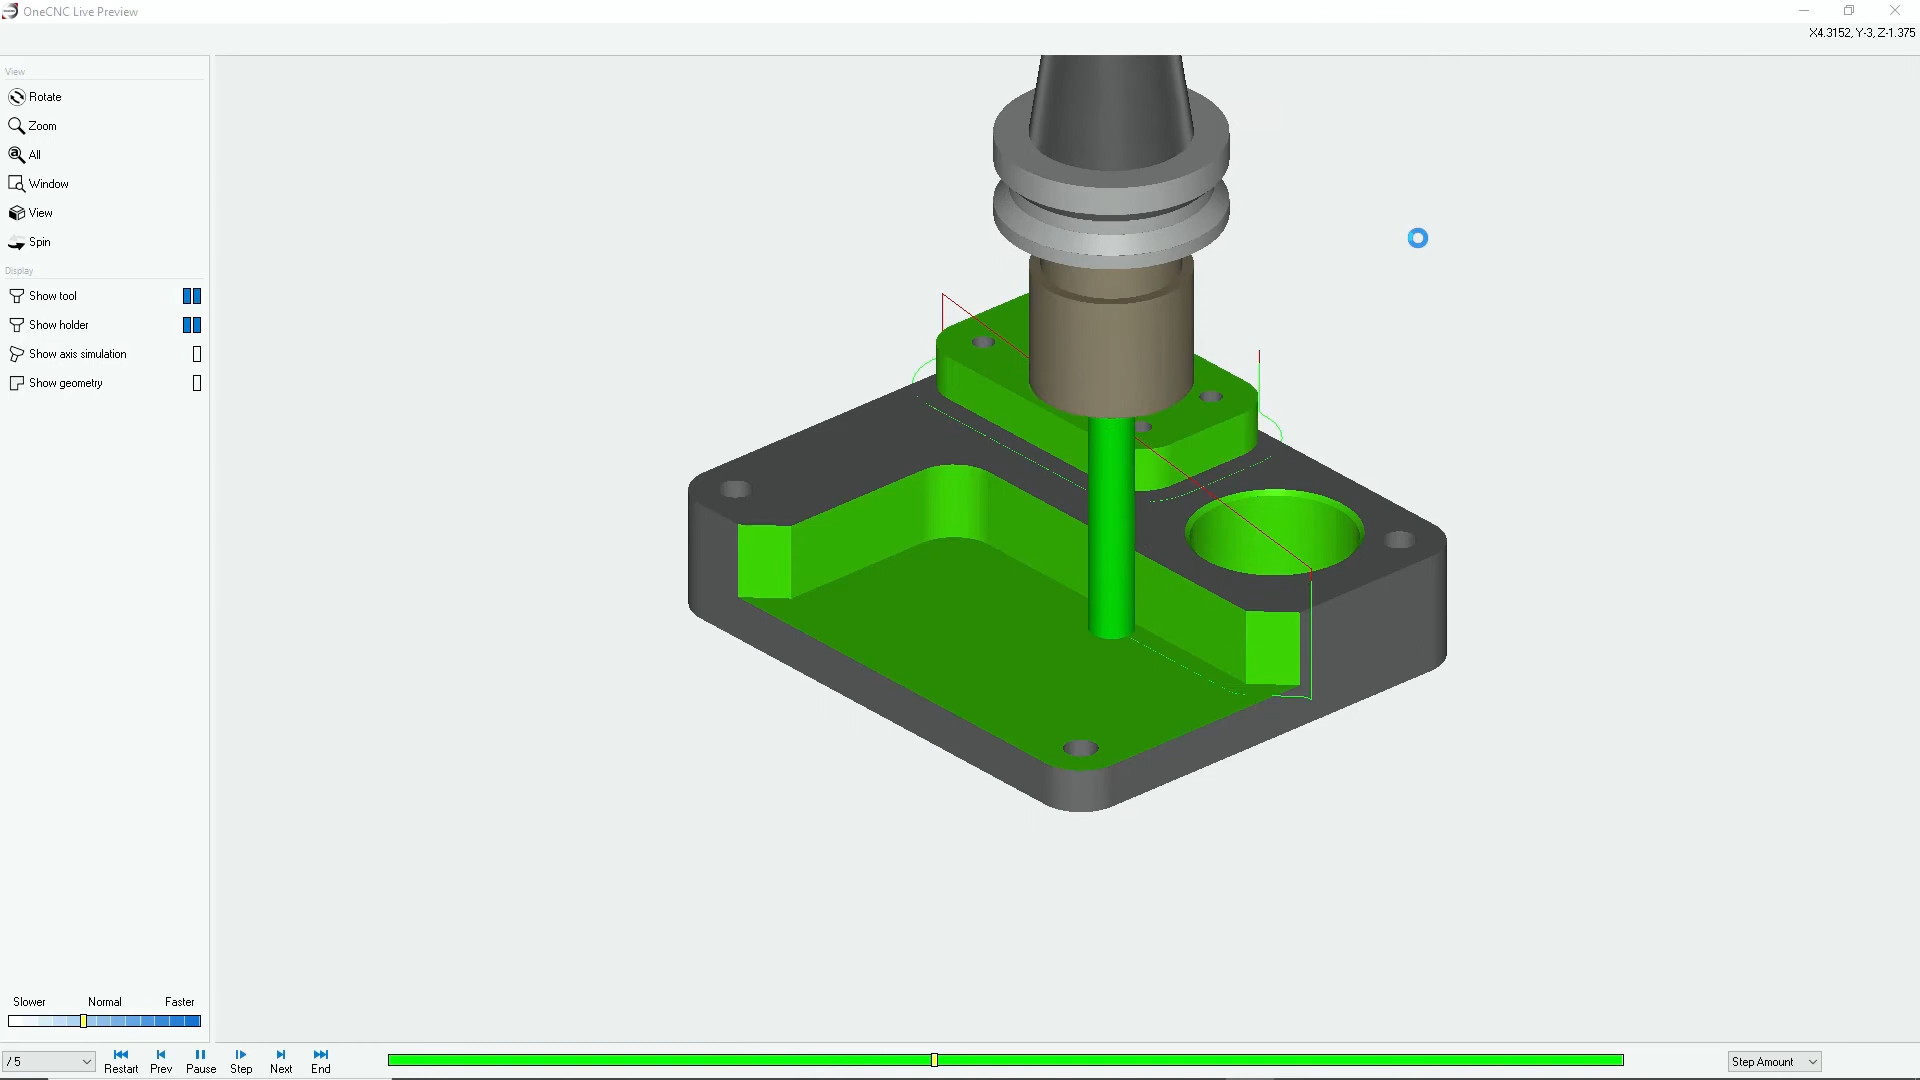 OneCNC Live Preview
X4.3152, Y-3, Z-1.375
View
Rotate
Zoom
All
Window
View
Spin
Display
Show tool
Show holder
Show axis simulation
Show geometry
Slower Normal Faster
/ 5
Restart Prev Pause Step Next End
Step Amount